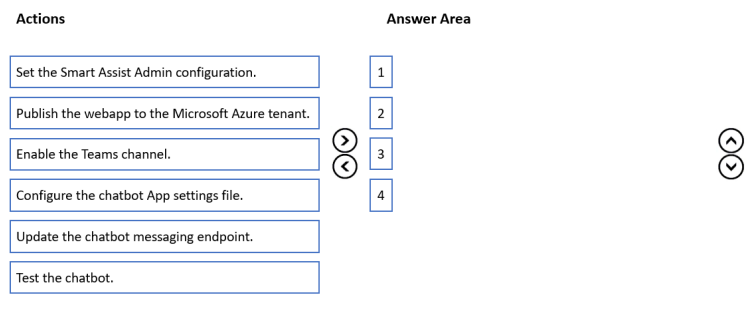 Actions
Answer Area
Set the Smart Assist Admin configuration.
1
Publish the webapp to the Microsoft Azure tenant.
2
Enable the Teams channel.
3
Configure the chatbot App settings file.
4
Update the chatbot messaging endpoint.
Test the chatbot.